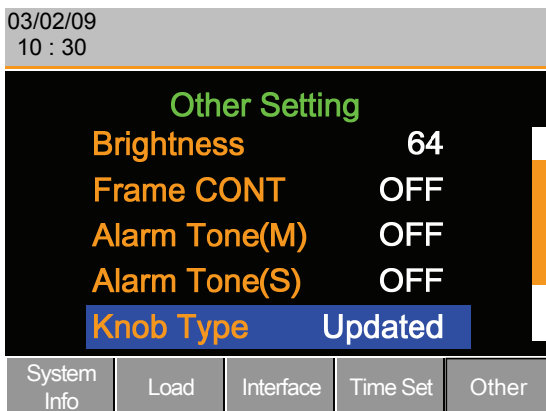 03/02/09
10 : 30
Other Setting
Brightness 64
Frame CONT OFF
Alarm Tone(M) OFF
Alarm Tone(S) OFF
Knob Type Updated
System Info Load Interface Time Set Other